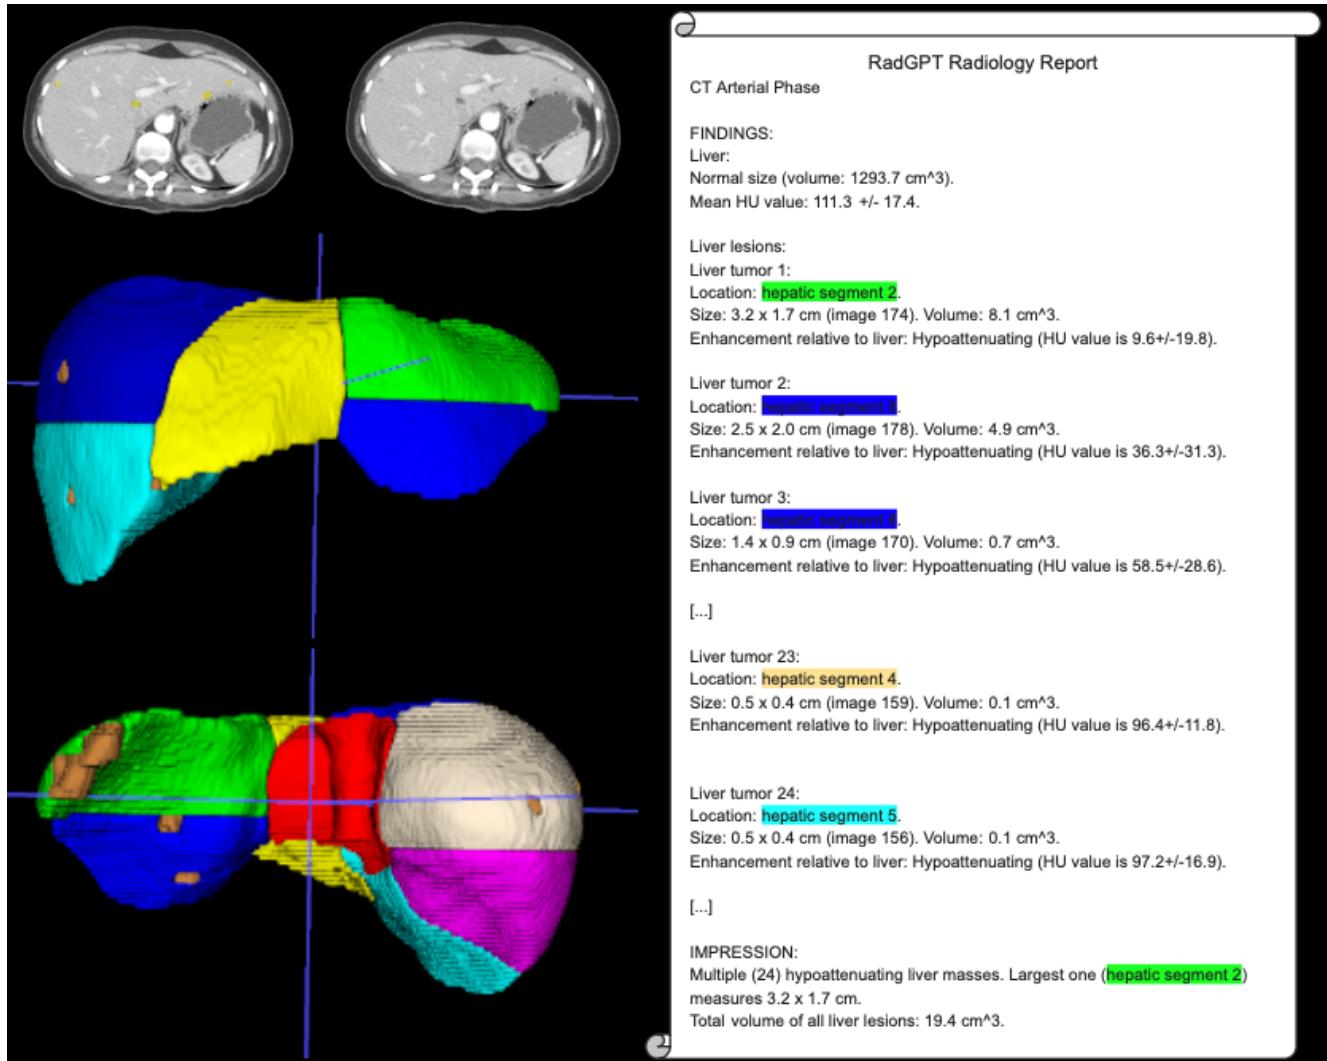 RadGPT Radiology Report
CT Arterial Phase
FINDINGS:
Liver:
Normal size (volume: 1293.7 cm^3).
Mean HU value: 111.3 +/- 17.4.
Liver lesions:
Liver tumor 1:
Location: hepatic segment 2.
Size: 3.2 x 1.7 cm (image 174). Volume: 8.1 cm^3.
Enhancement relative to liver: Hypoattenuating (HU value is 9.6+/-19.8).
Liver tumor 2:
Location: hepatic segment
Size: 2.5 x 2.0 cm (image 178). Volume: 4.9 cm^3.
Enhancement relative to liver: Hypoattenuating (HU value is 36.3+/-31.3).
Liver tumor 3:
Location: hepatic segment
Size: 1.4 x 0.9 cm (image 170). Volume: 0.7 cm^3.
Enhancement relative to liver: Hypoattenuating (HU value is 58.5+/-28.6).
[...]
Liver tumor 23:
Location: hepatic segment 4.
Size: 0.5 x 0.4 cm (image 159). Volume: 0.1 cm^3.
Enhancement relative to liver: Hypoattenuating (HU value is 96.4+/-11.8).
Liver tumor 24:
Location: hepatic segment 5.
Size: 0.5 x 0.4 cm (image 156). Volume: 0.1 cm^3.
Enhancement relative to liver: Hypoattenuating (HU value is 97.2+/-16.9).
[...]
IMPRESSION:
Multiple (24) hypoattenuating liver masses. Largest one (hepatic segment 2)
measures 3.2 x 1.7 cm.
Total volume of all liver lesions: 19.4 cm^3.